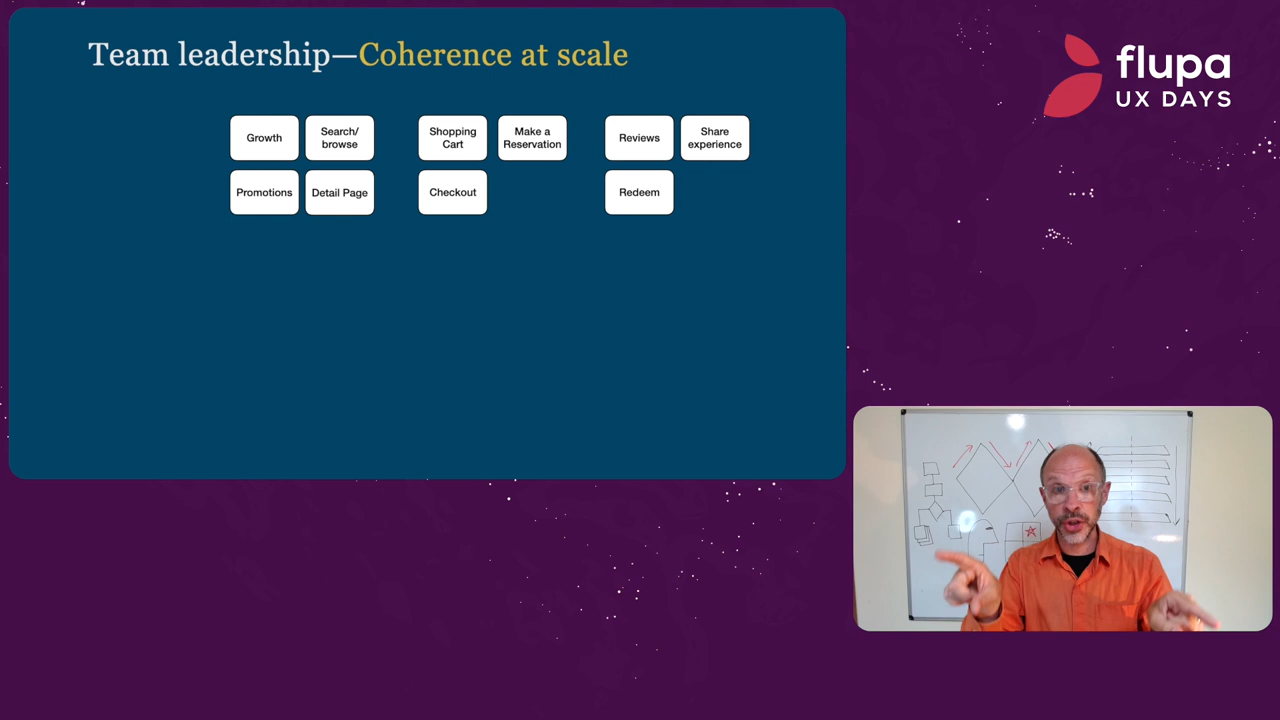 Team leadership—Coherence at scale
Growth
Search/
browse
Shopping
Cart
Make a
Reservation
Reviews
Share
experience
Promotions
Detail Page
Checkout
Redeem
flupa
UX DAYS